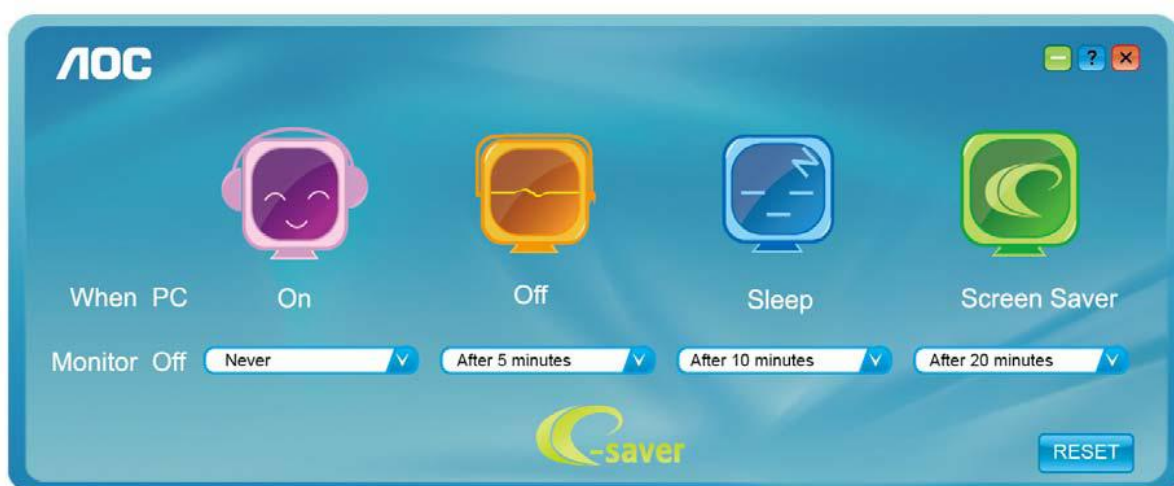 AOC
?
When PC On Off Sleep Screen Saver
Monitor Off Never After 5 minutes After 10 minutes After 20 minutes
e-saver
RESET